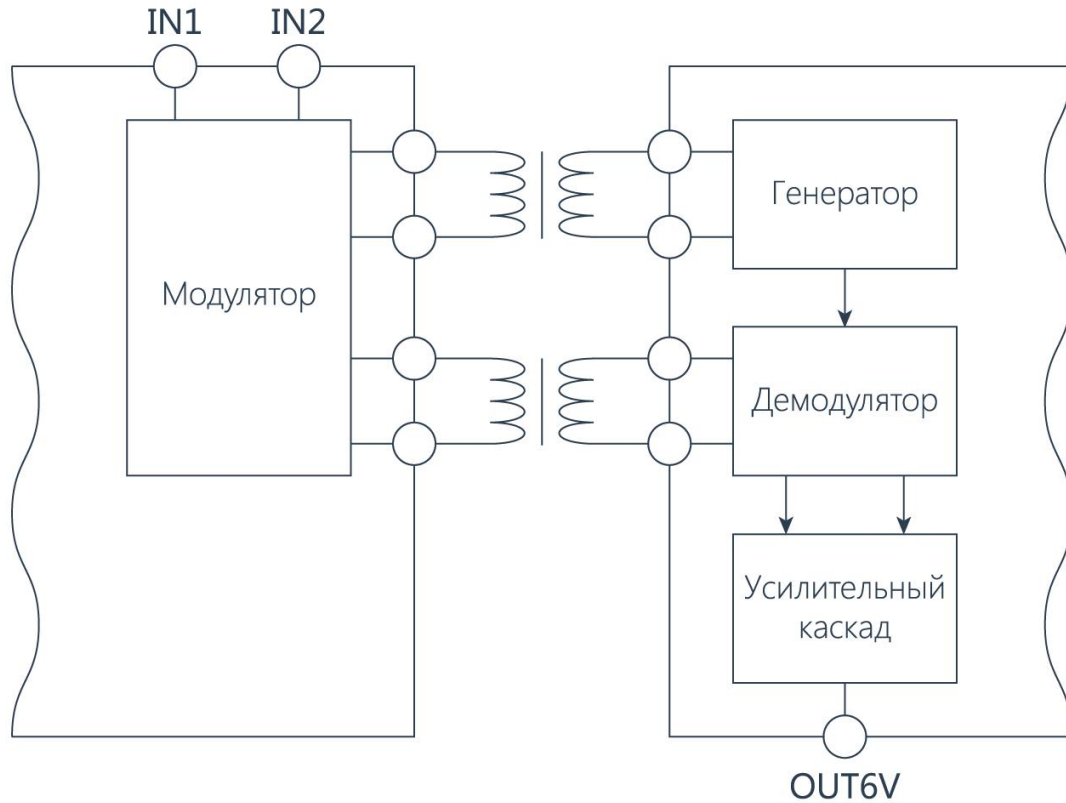 IN1
IN2
Модулятор
Генератор
Демодулятор
Усилительный
каскад
OUT6V